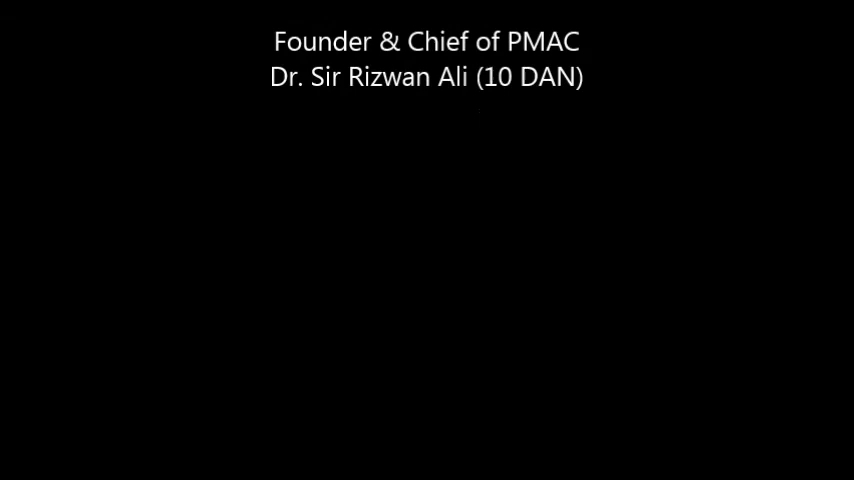 Founder & Chief of PMAC
Dr. Sir Rizwan Ali (10 DAN)